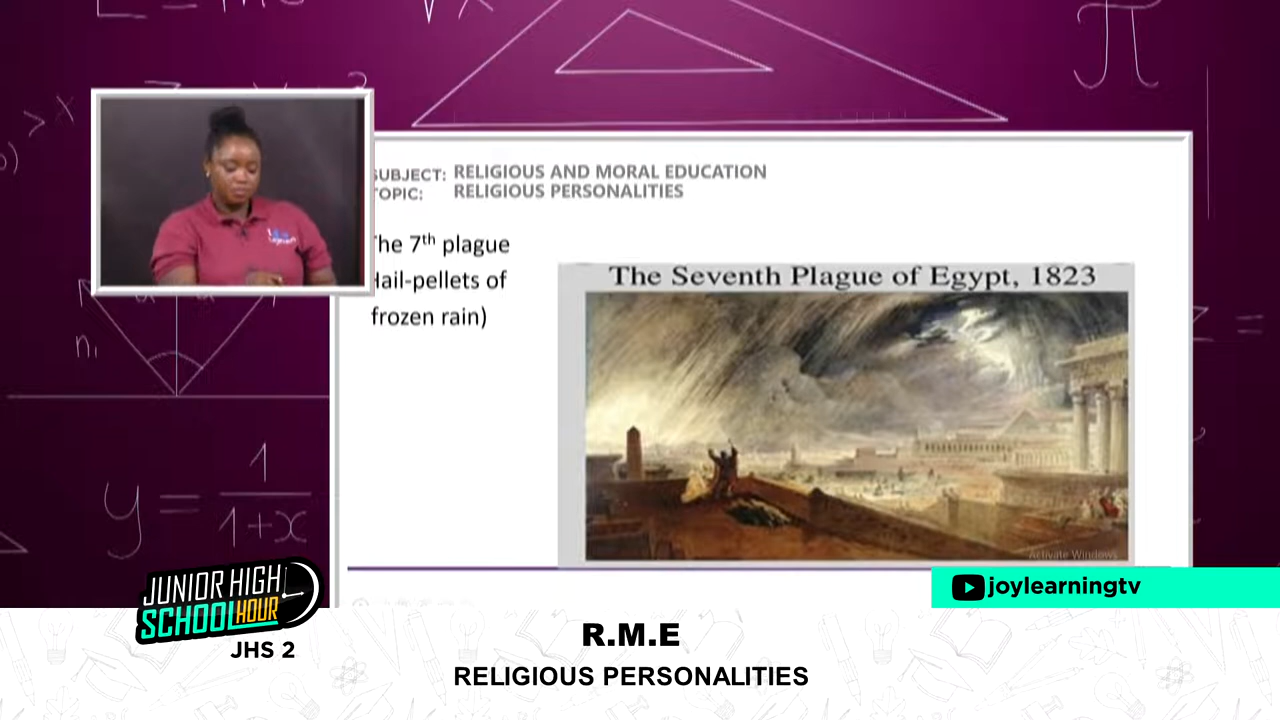 SUBJECT: RELIGIOUS AND MORAL EDUCATION
TOPIC: RELIGIOUS PERSONALITIES
The 7th plague
Hail-pellets of
frozen rain)
The Seventh Plague of Egypt, 1823
Activate Windows
y = 1/1+x
π
JUNIOR HIGH
SCHOOL HOUR
JHS 2
joylearningtv
R.M.E
RELIGIOUS PERSONALITIES